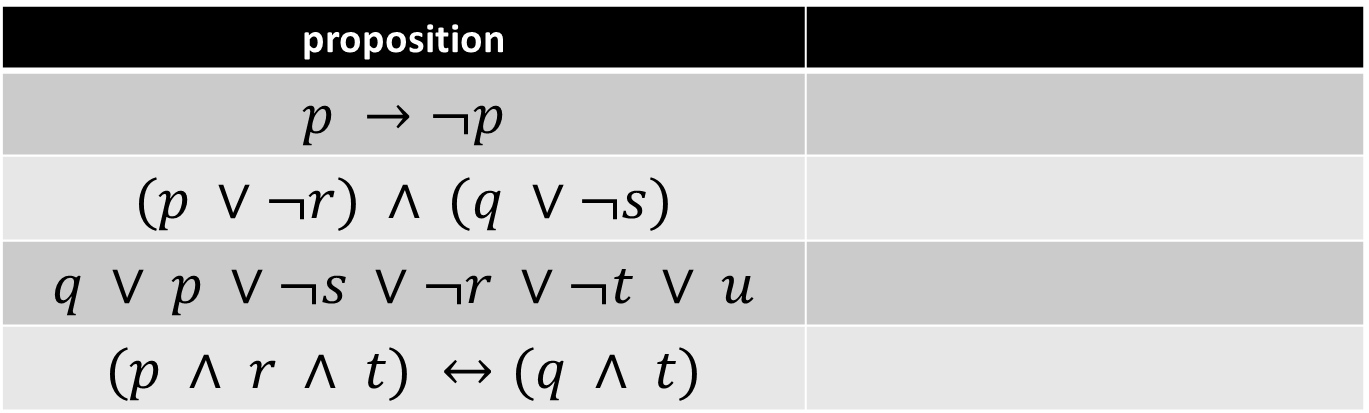 proposition
p → ¬p
(p ∨ ¬r) ∧ (q ∨ ¬s)
q ∨ p ∨ ¬s ∨ ¬r ∨ ¬t ∨ u
(p ∧ r ∧ t) ↔ (q ∧ t)